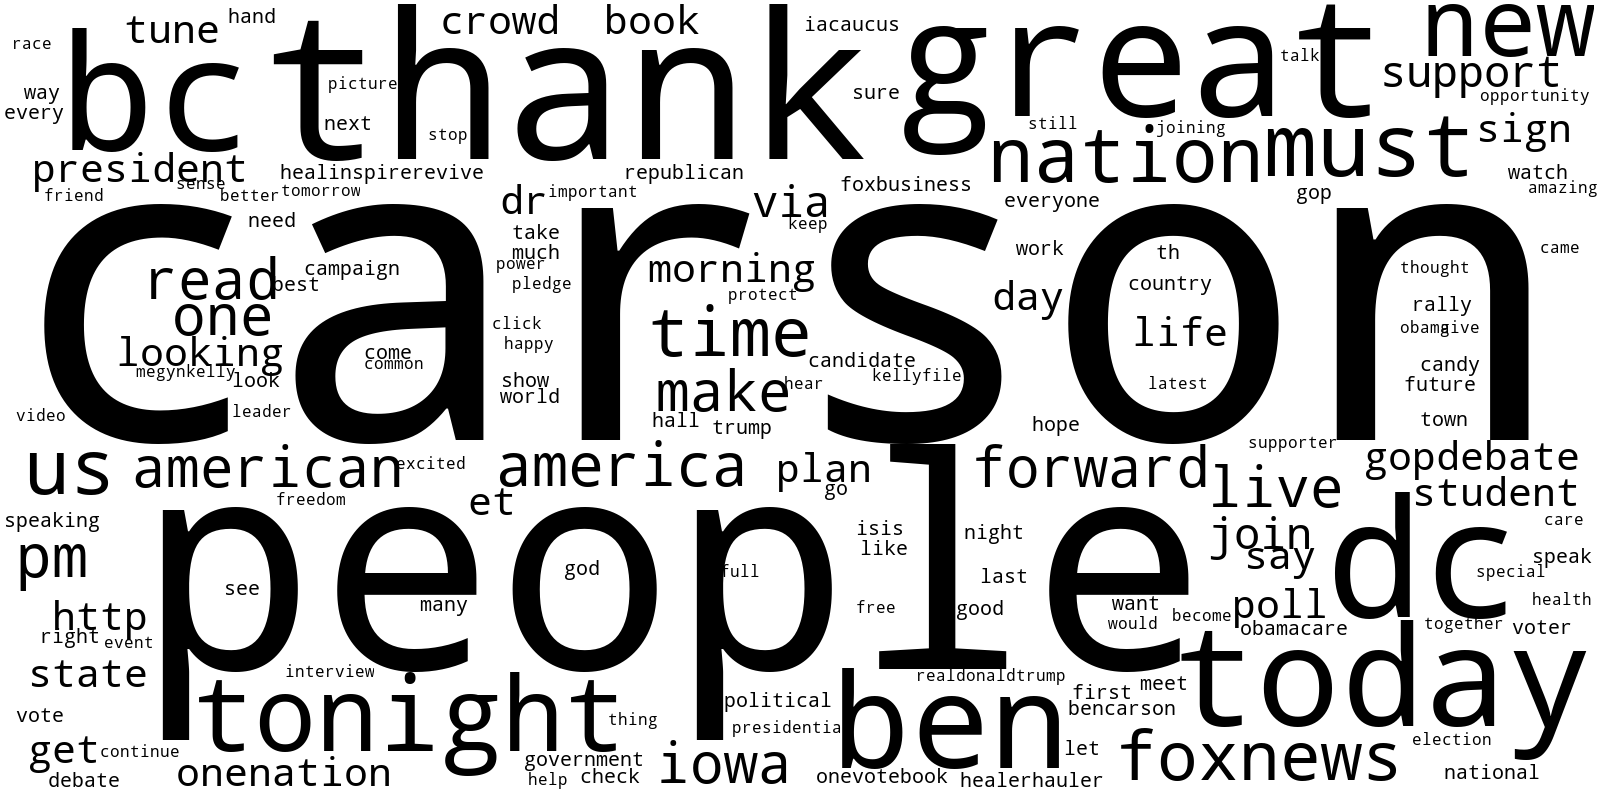 race
way
every
tune
hand
bc
thank
picture
next
stop
crowd
book
iacaucus
sure
great
talk
new
support
opportunity
still
joining
nation
must
sign
watch
amazing
president
friend
sense
better
tomorrow
healinspirerevive
republican
important
dr
via
keep
foxbusiness
everyone
gop
need
carson
take
much
power
pledge
campaign
best
read
one
looking
megynkelly
look
leader
video
come
common
click
happy
show
world
morning
protect
time
make
hall
trump
hear
candidate
kellyfile
day
work
hope
th
country
life
latest
came
thought
rally
obama
give
candy
future
town
us
american
excited
freedom
america
et
plan
go
forward
supporter
live
gopdebate
student
speaking
pm
people
isis
like
night
last
good
free
join
say
dc
care
speak
special
health
see
many
god
full
want
would
become
poll
obamacare
together
voter
http
right
event
state
vote
get
continue
debate
interview
tonight
thing
onenation
government
help
check
political
presidential
iowa
ben
realdonaldtrump
first
meet
bencarson
let
onevotebook
healerhauler
today
foxnews
election
national